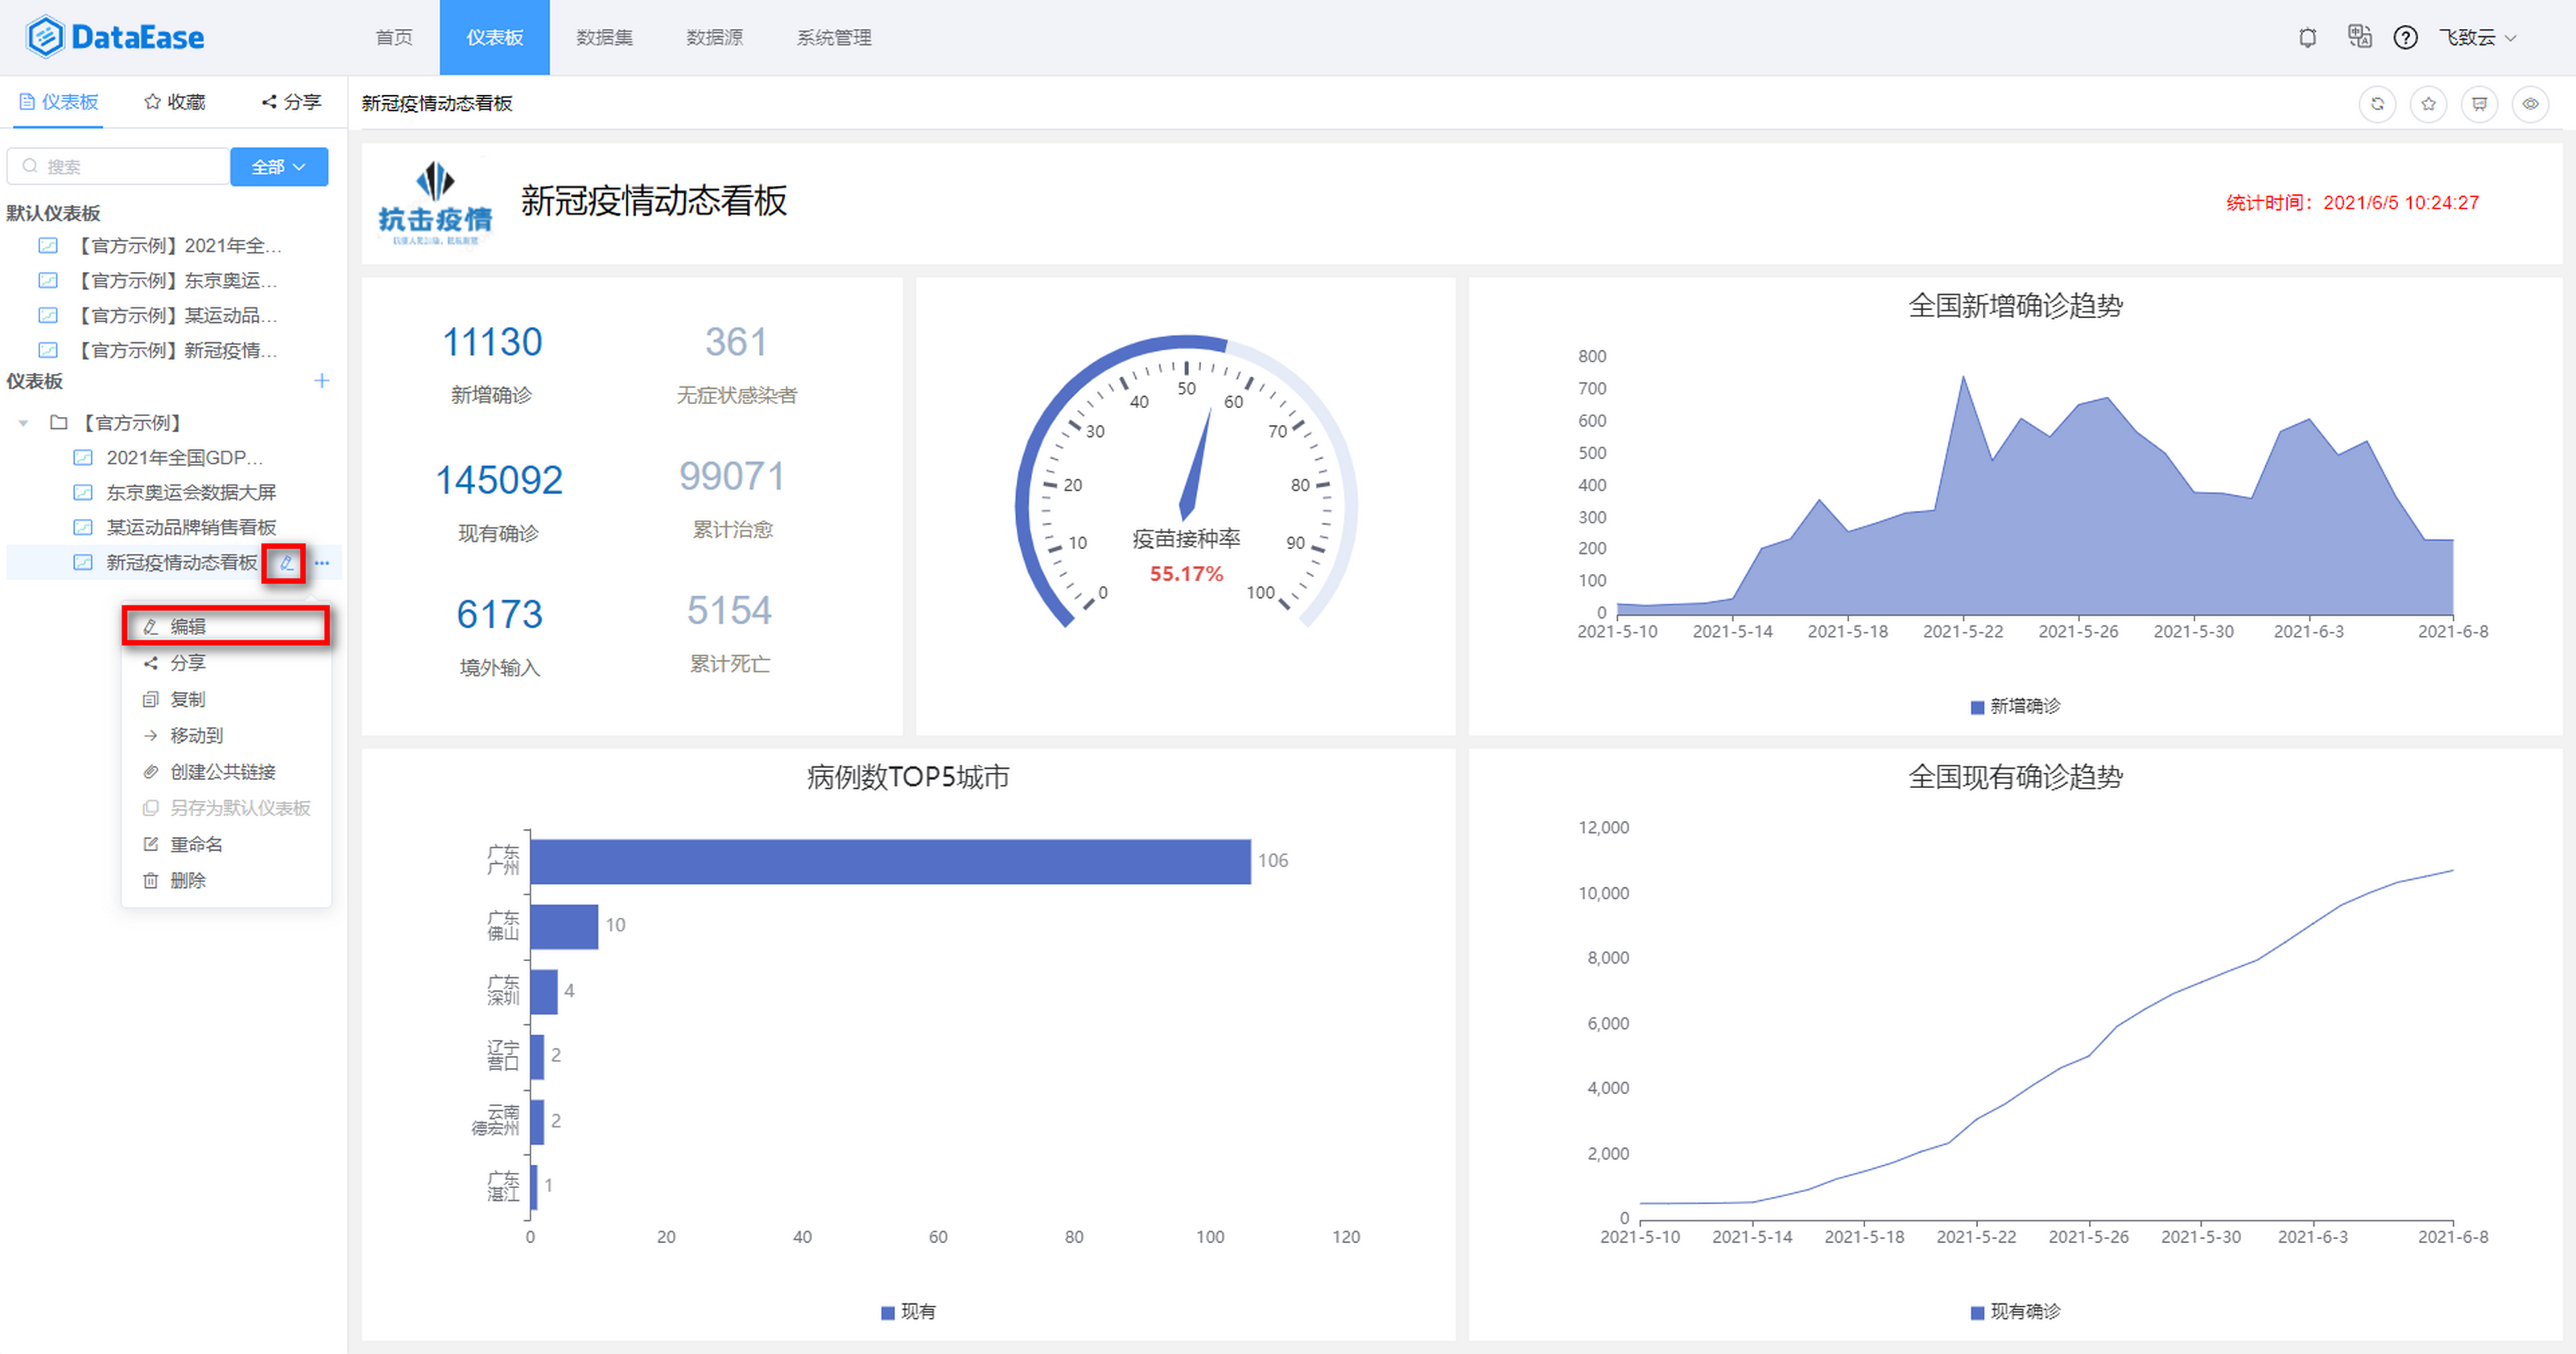 DataEase
首页 仪表板 数据集 数据源 系统管理
飞致云
仪表板 收藏 分享
搜索 全部
默认仪表板
【官方示例】2021年全...
【官方示例】东京奥运...
【官方示例】某运动品...
【官方示例】新冠疫情...
仪表板
【官方示例】
2021年全国GDP...
东京奥运会数据大屏
某运动品牌销售看板
新冠疫情动态看板
编辑
分享
复制
移动到
创建公共链接
另存为默认仪表板
重命名
删除
新冠疫情动态看板
抗击疫情
新冠疫情动态看板
统计时间：2021/6/5 10:24:27
11130 361
新增确诊 无症状感染者
145092 99071
现有确诊 累计治愈
6173 5154
境外输入 累计死亡
0 10 20 30 40 50 60 70 80 90 100
疫苗接种率
55.17%
全国新增确诊趋势
800
700
600
500
400
300
200
100
0
2021-5-10 2021-5-14 2021-5-18 2021-5-22 2021-5-26 2021-5-30 2021-6-3 2021-6-8
新增确诊
病例数TOP5城市
广东
广州 106
广东
佛山 10
广东
深圳 4
辽宁
营口 2
云南
德宏州 2
广东
湛江 1
0 20 40 60 80 100 120
现有
全国现有确诊趋势
12,000
10,000
8,000
6,000
4,000
2,000
0
2021-5-10 2021-5-14 2021-5-18 2021-5-22 2021-5-26 2021-5-30 2021-6-3 2021-6-8
现有确诊